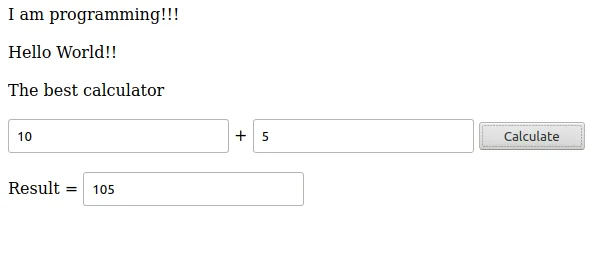 I am programming!!!
Hello World!!
The best calculator
10 + 5 Calculate
Result = 105